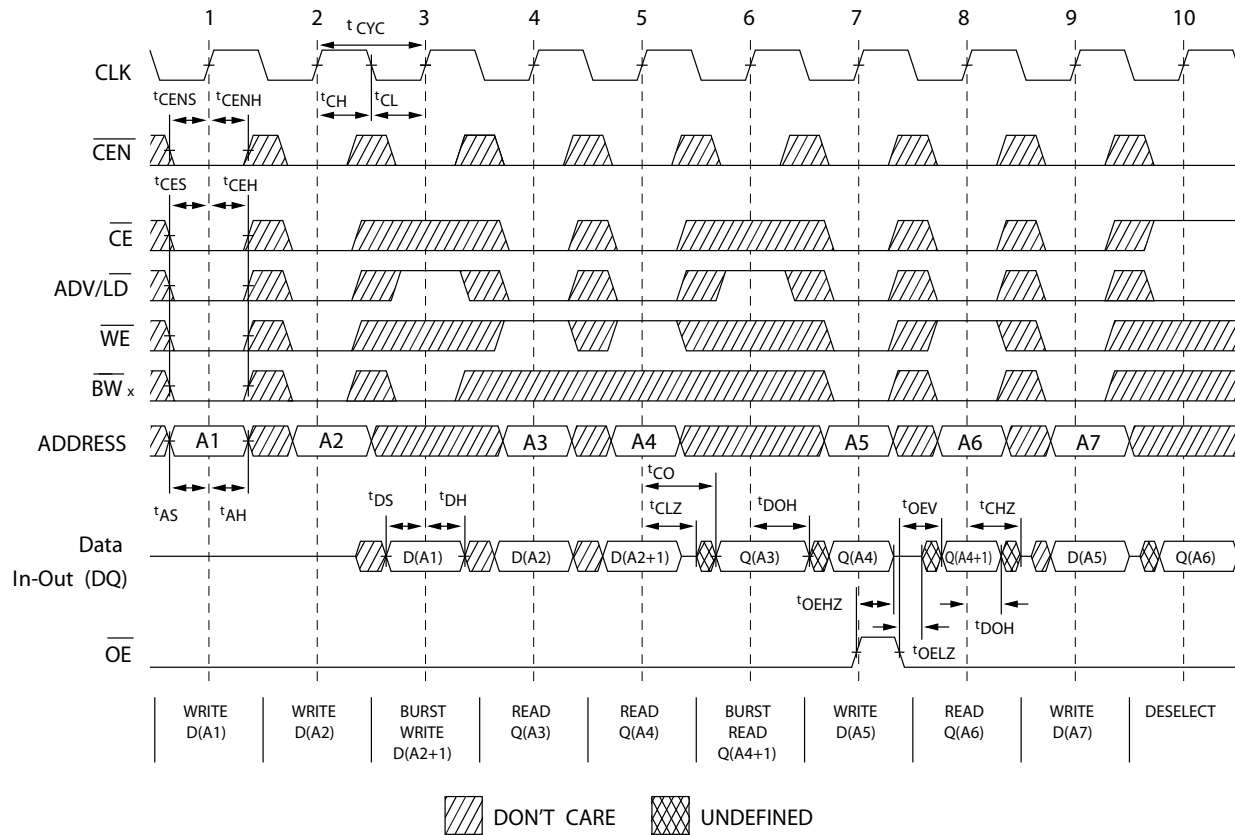 1 2 3 4 5 6 7 8 9 10
t CYC
CLK
tCENS tCENH tCH tCL
CEN
tCES tCEH
CE
ADV/LD
WE
BW x
ADDRESS A1 A2 A3 A4 A5 A6 A7
tCO
tAS tAH tDS tDH tCLZ tDOH tOEV tCHZ
Data
In-Out (DQ) D(A1) D(A2) D(A2+1) Q(A3) Q(A4) Q(A4+1) D(A5) Q(A6)
tOEHZ tDOH
tOELZ
OE
WRITE WRITE BURST READ READ BURST WRITE READ WRITE DESELECT
D(A1) D(A2) WRITE Q(A3) Q(A4) READ D(A5) Q(A6) D(A7)
D(A2+1) Q(A4+1)
DON'T CARE UNDEFINED